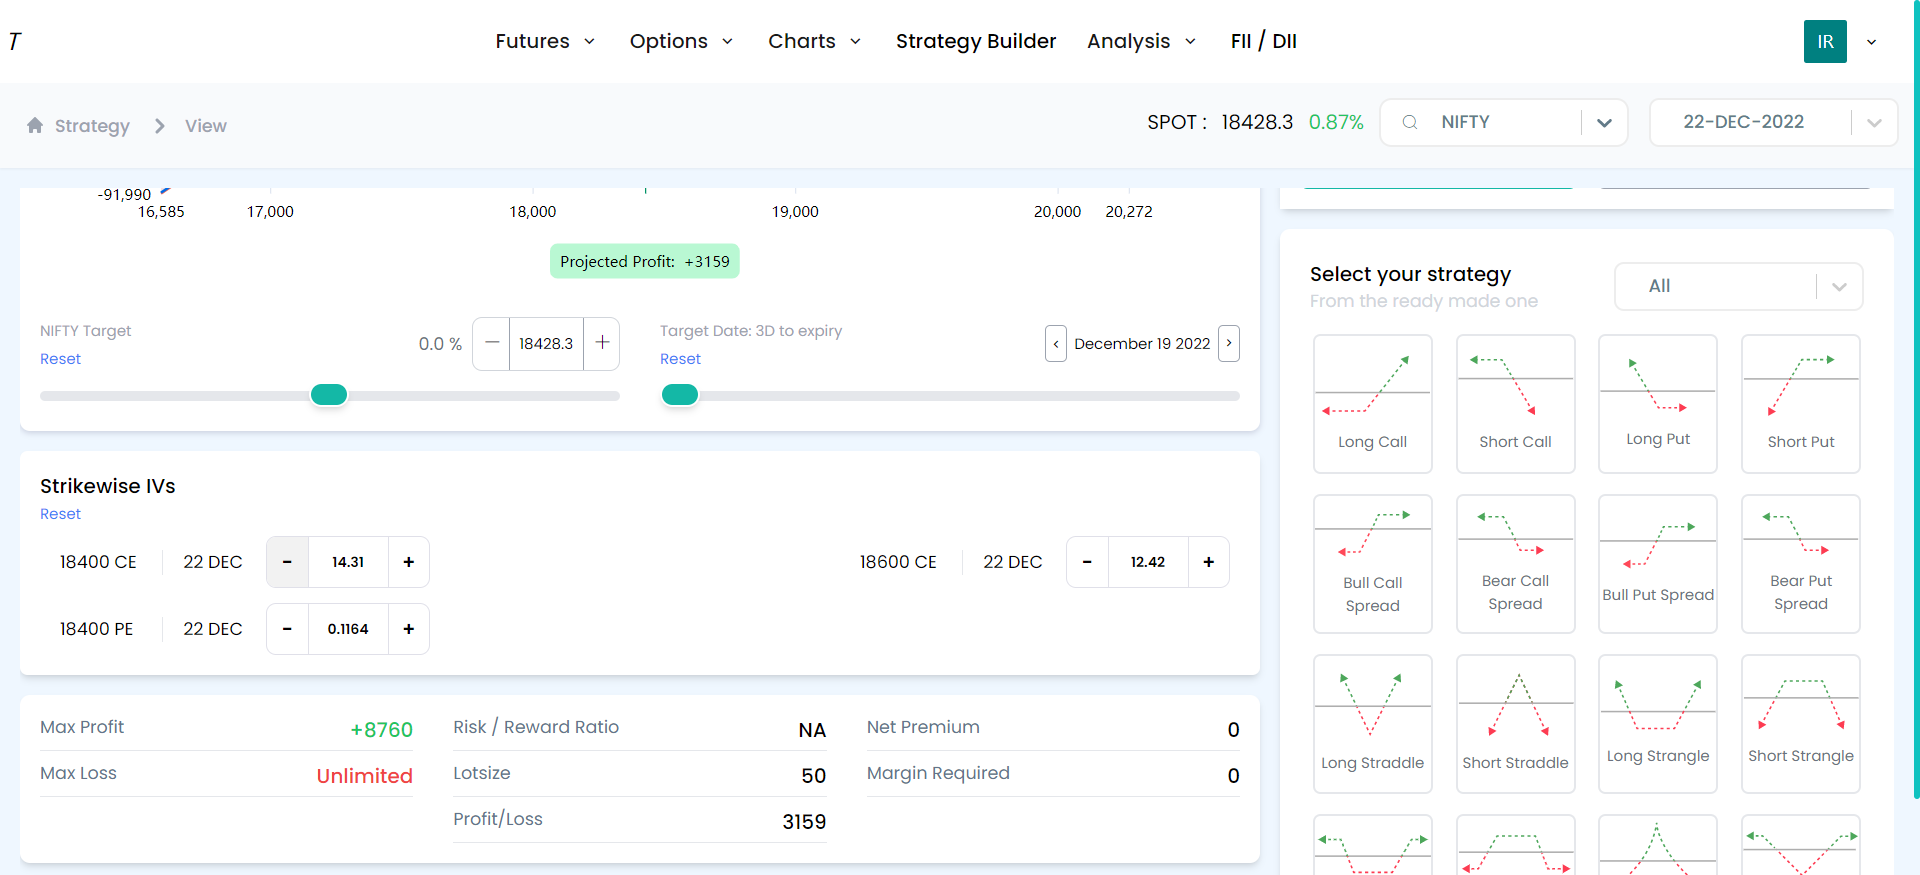 T
Futures
Options
Charts
Strategy Builder
Analysis
FII / DII
IR
Strategy
View
SPOT : 18428.3 0.87%
NIFTY
22-DEC-2022
-91,990
16,585 17,000 18,000 19,000 20,000 20,272
Projected Profit: +3159
NIFTY Target
Reset
0.0 %
18428.3
Target Date: 3D to expiry
Reset
December 19 2022
Strikewise IVs
Reset
18400 CE 22 DEC - 14.31 +
18600 CE 22 DEC - 12.42 +
18400 PE 22 DEC - 0.1164 +
Max Profit +8760
Max Loss Unlimited
Risk / Reward Ratio NA
Lotsize 50
Profit/Loss 3159
Net Premium 0
Margin Required 0
Select your strategy
From the ready made one
All
Long Call
Short Call
Long Put
Short Put
Bull Call
Spread
Bear Call
Spread
Bull Put Spread
Bear Put
Spread
Long Straddle
Short Straddle
Long Strangle
Short Strangle